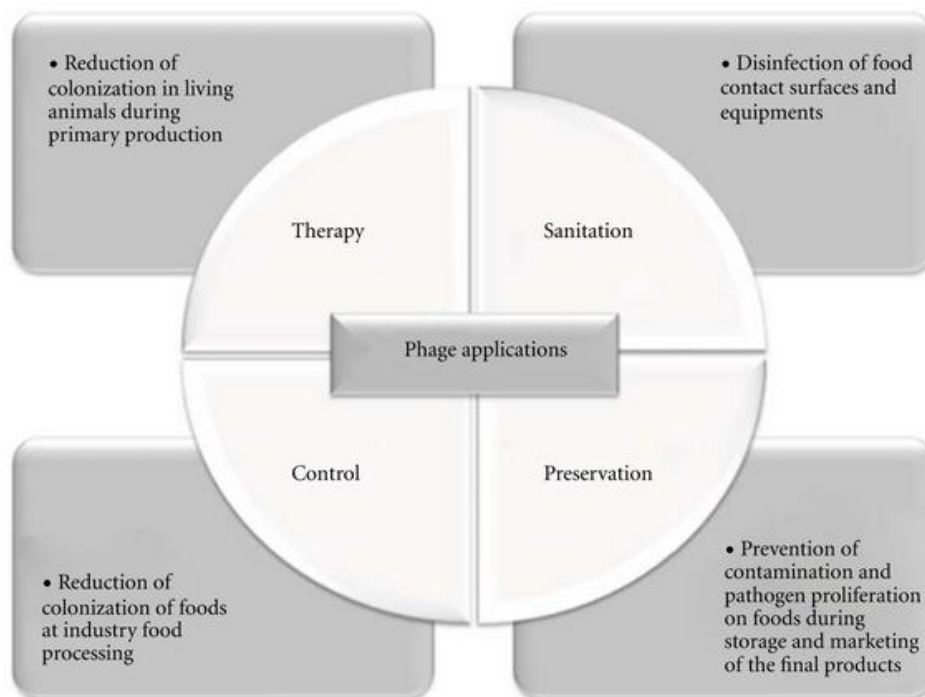 • Reduction of
colonization in living
animals during
primary production
• Disinfection of food
contact surfaces and
equipments
Therapy
Sanitation
Phage applications
Control
Preservation
• Reduction of
colonization of foods
at industry food
processing
• Prevention of
contamination and
pathogen proliferation
on foods during
storage and marketing
of the final products